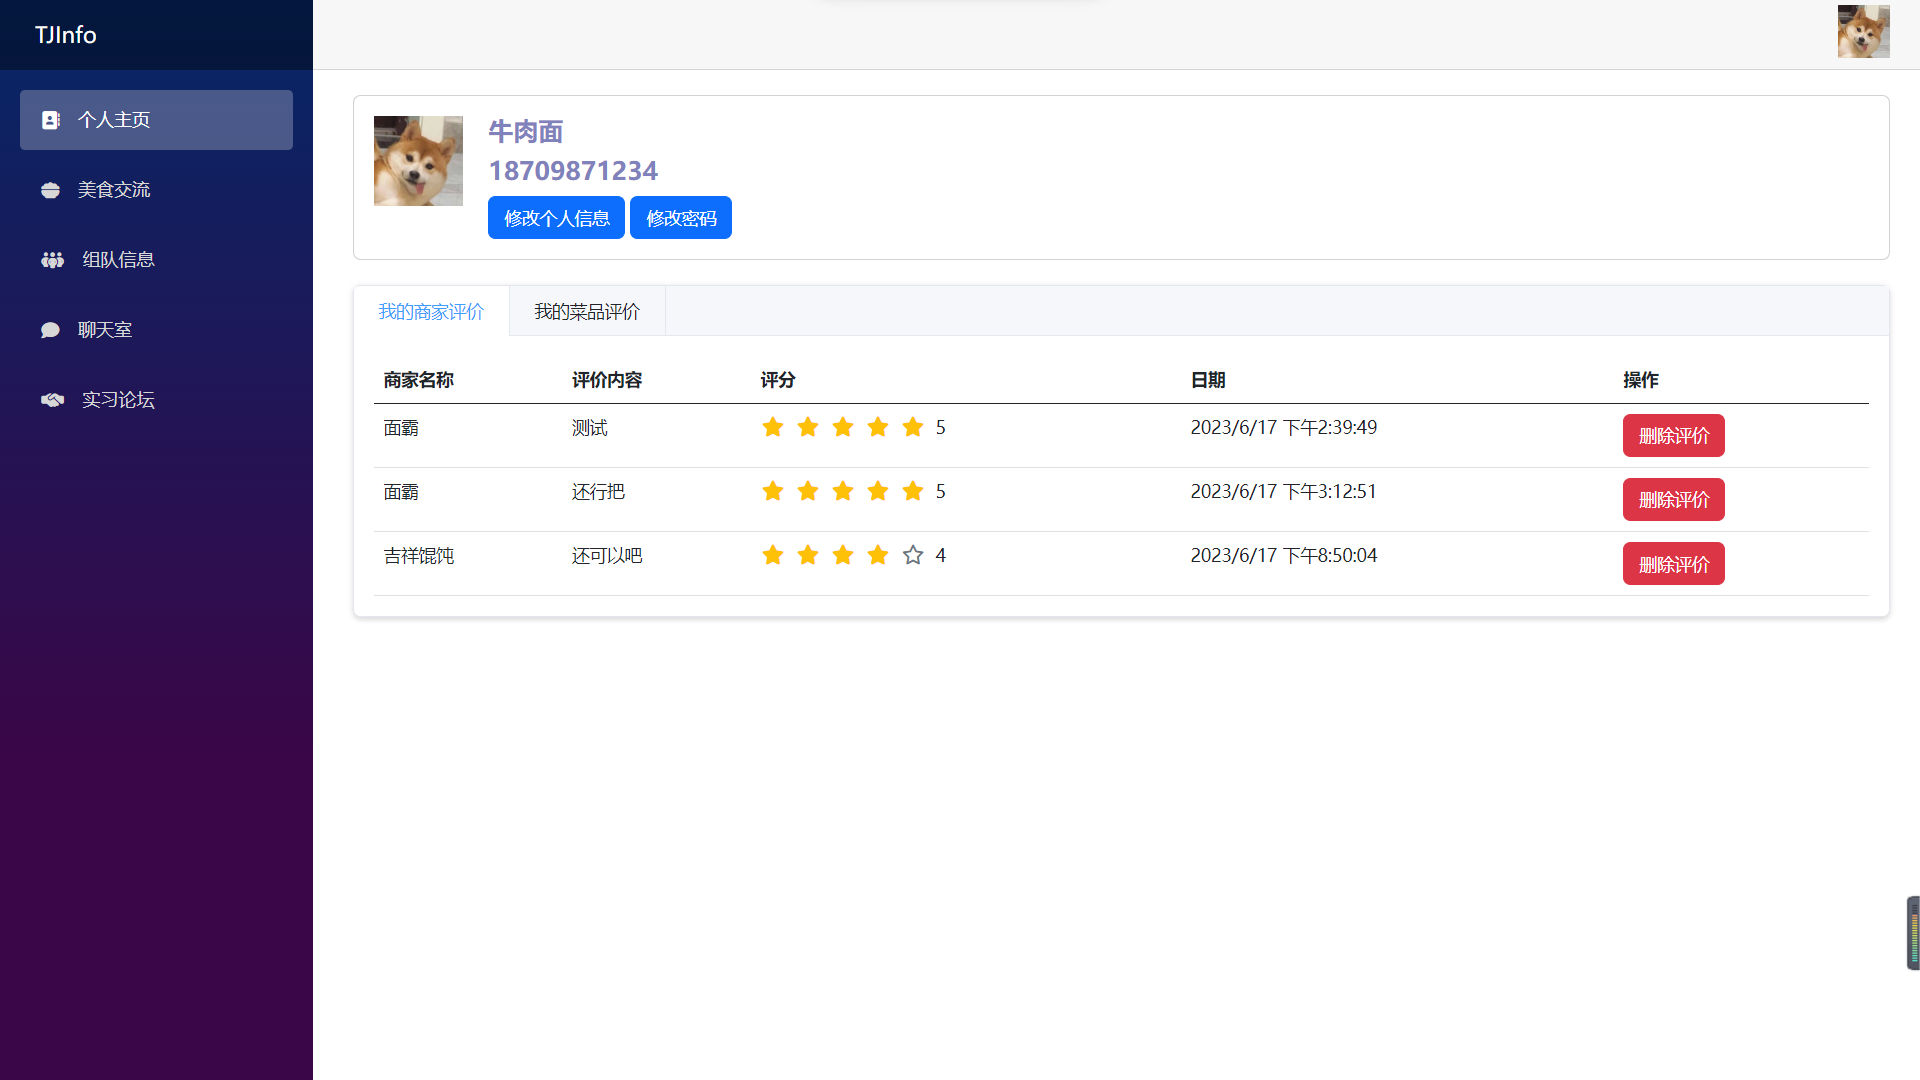 TJInfo
个人主页
美食交流
组队信息
聊天室
实习论坛
牛肉面
18709871234
修改个人信息 修改密码
我的商家评价 我的菜品评价
商家名称 评价内容 评分 日期 操作
面霸 测试 5 2023/6/17 下午2:39:49 删除评价
面霸 还行把 5 2023/6/17 下午3:12:51 删除评价
吉祥馄饨 还可以吧 4 2023/6/17 下午8:50:04 删除评价